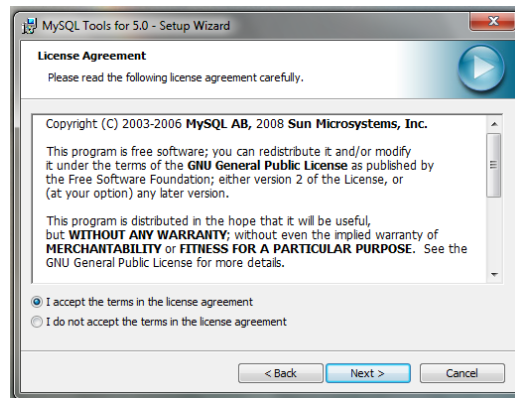 MySQL Tools for 5.0 - Setup Wizard
License Agreement
Please read the following license agreement carefully.
Copyright (C) 2003-2006 MySQL AB, 2008 Sun Microsystems, Inc.
This program is free software; you can redistribute it and/or modify
it under the terms of the GNU General Public License as published by
the Free Software Foundation; either version 2 of the License, or
(at your option) any later version.
This program is distributed in the hope that it will be useful,
but WITHOUT ANY WARRANTY; without even the implied warranty of
MERCHANTABILITY or FITNESS FOR A PARTICULAR PURPOSE. See the
GNU General Public License for more details.
I accept the terms in the license agreement
I do not accept the terms in the license agreement
< Back Next > Cancel